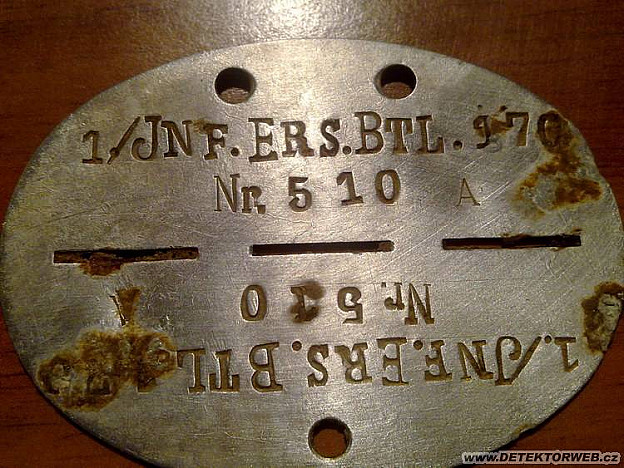 1/JNF.ERS.BTL.170
Nr. 510 A
Nr. 510 A
1./JNF.ERS.BTL.
www.DETEKTORWEB.cz